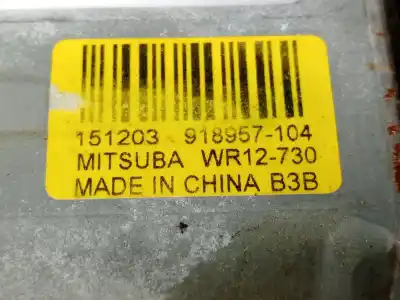 151203 918957-104
MITSUBA WR12-730
MADE IN CHINA B3B